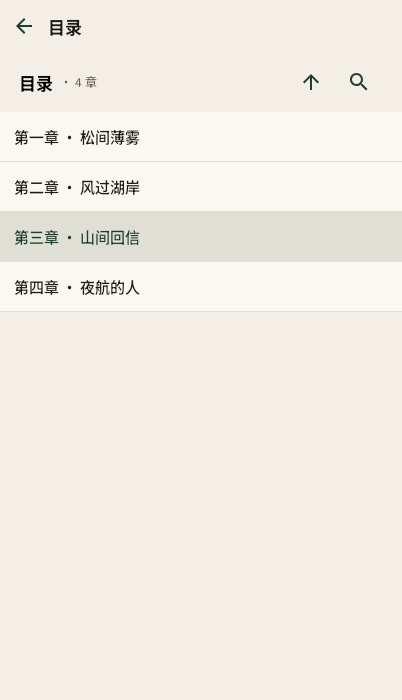 目录
目录 · 4 章
第一章 • 松间薄雾
第二章 • 风过湖岸
第三章 • 山间回信
第四章 • 夜航的人